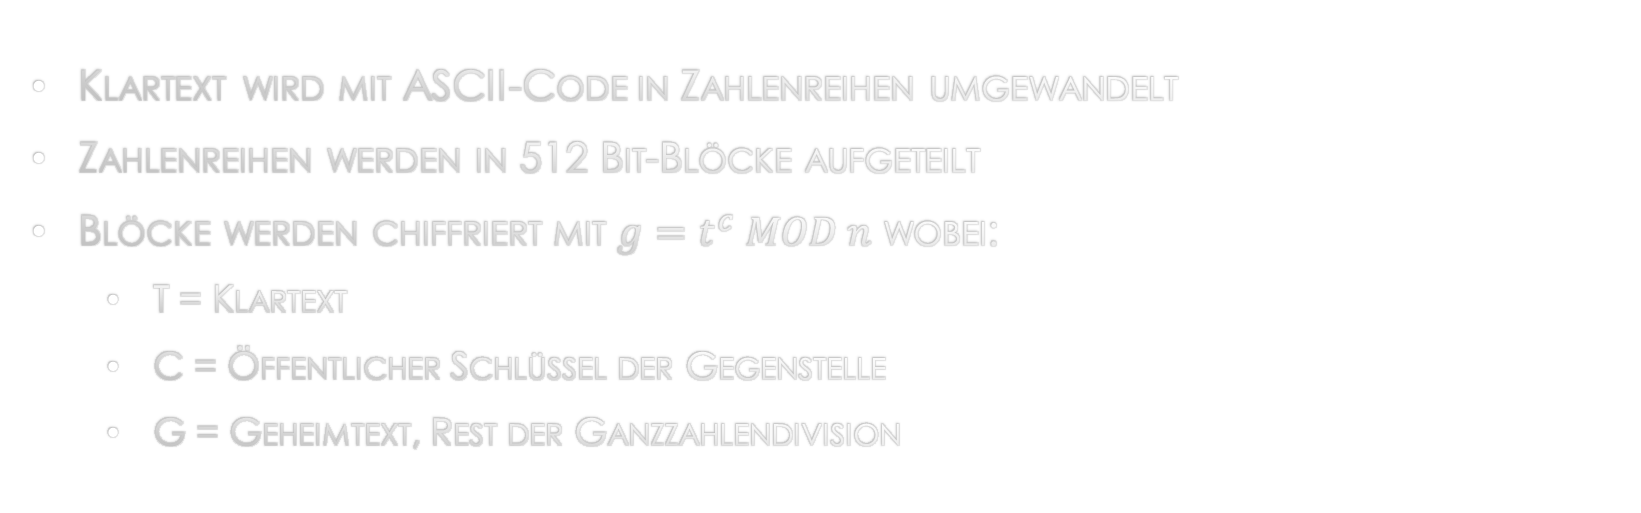 • Klartext wird mit ASCII-Code in Zahlenreihen umgewandelt
• Zahlenreihen werden in 512 Bit-Blöcke aufgeteilt
• Blöcke werden chiffriert mit g = t^c MOD n wobei:
• T = Klartext
• C = Öffentlicher Schlüssel der Gegenstelle
• G = Geheimtext, Rest der Ganzzahlendivision